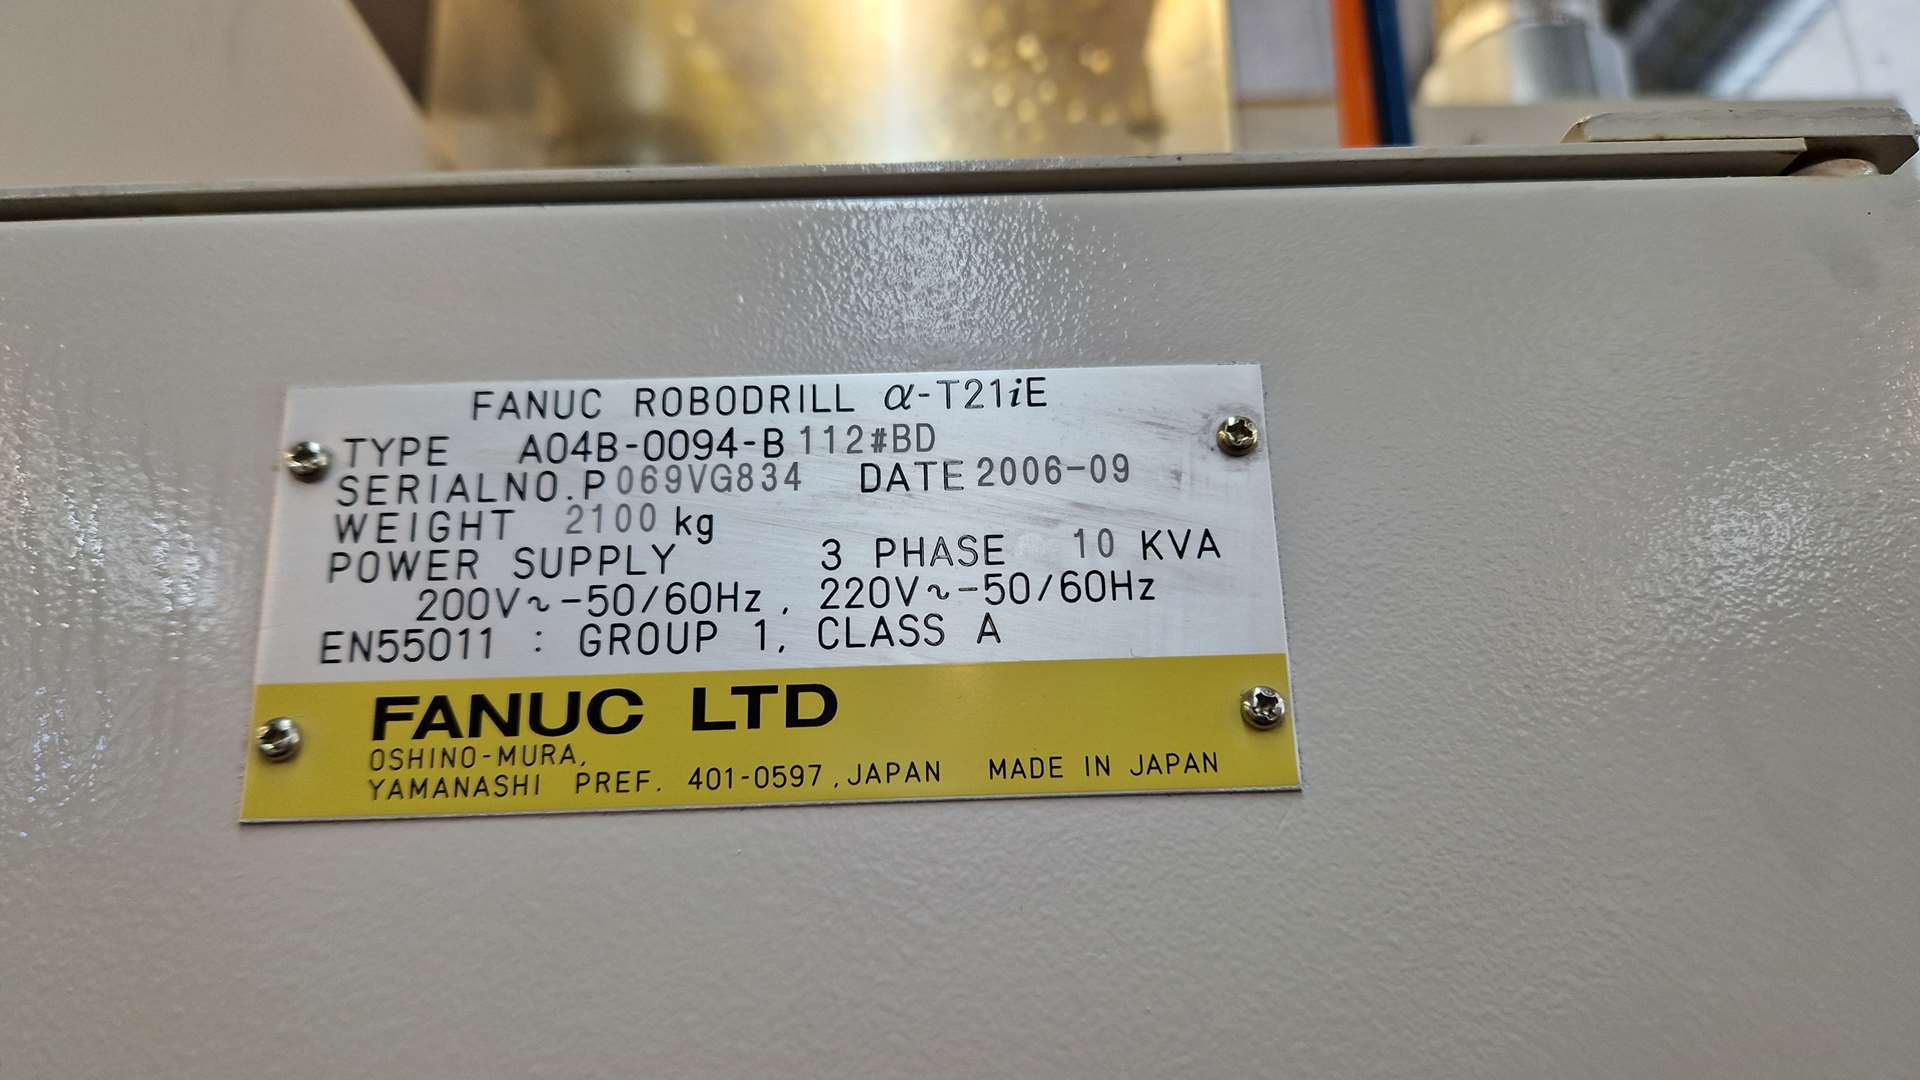 FANUC ROBODRILL α-T21iE
TYPE A04B-0094-B112#BD
SERIAL NO. P069VG834 DATE 2006-09
WEIGHT 2100 kg
POWER SUPPLY 3 PHASE 10 KVA
200V~-50/60Hz, 220V~-50/60Hz
EN55011 : GROUP 1, CLASS A
FANUC LTD
OSHINO-MURA,
YAMANASHI PREF. 401-0597, JAPAN MADE IN JAPAN